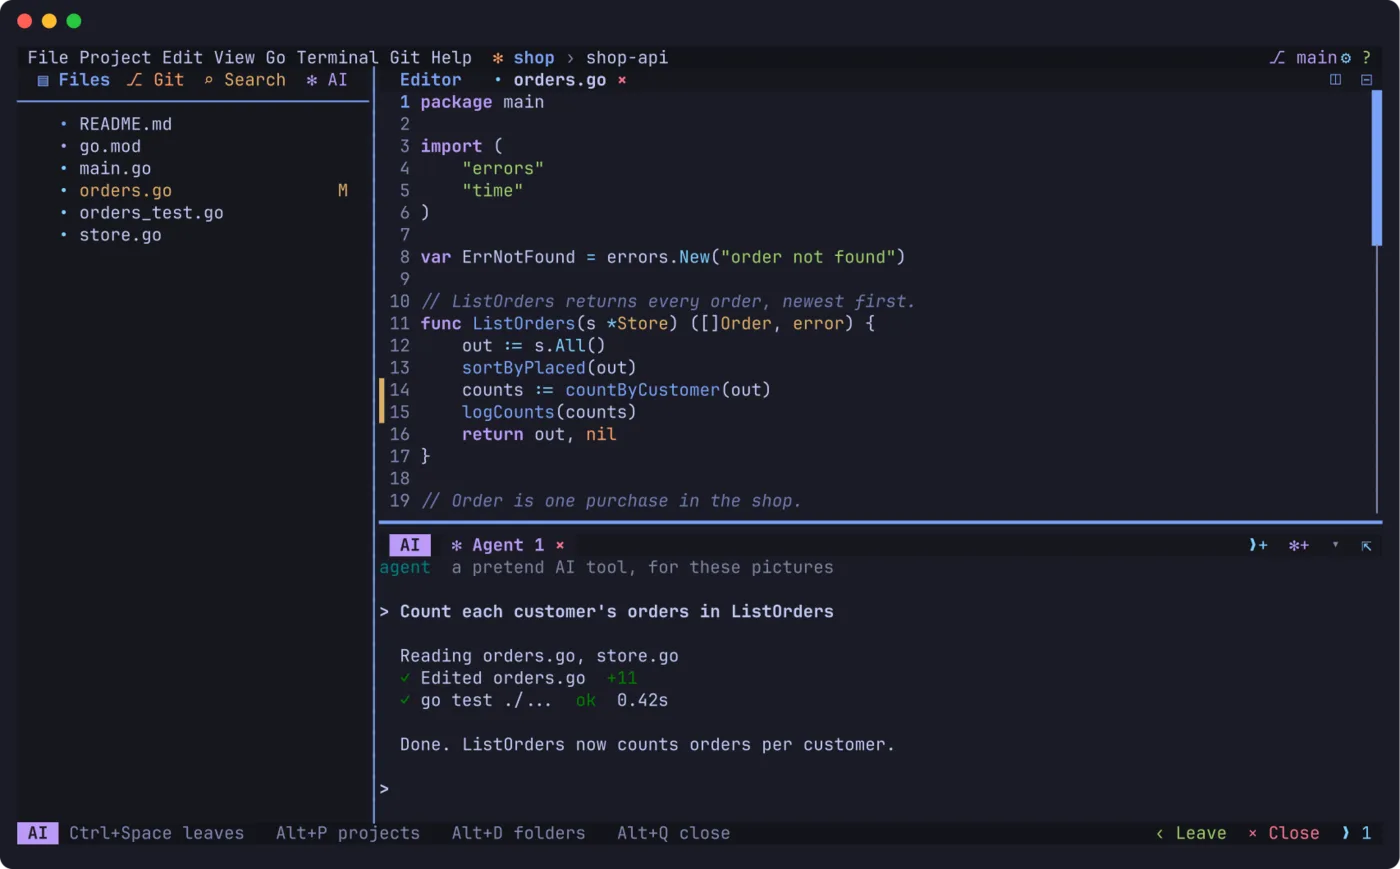 File Project Edit View Go Terminal Git Help ✻ shop › shop-api main ?
Files Git Search ✻ AI
Editor • orders.go ×
• README.md
• go.mod
• main.go
• orders.go M
• orders_test.go
• store.go
1 package main
2
3 import (
4 "errors"
5 "time"
6 )
7
8 var ErrNotFound = errors.New("order not found")
9
10 // ListOrders returns every order, newest first.
11 func ListOrders(s *Store) ([]Order, error) {
12 out := s.All()
13 sortByPlaced(out)
14 counts := countByCustomer(out)
15 logCounts(counts)
16 return out, nil
17 }
18
19 // Order is one purchase in the shop.
AI ✻ Agent 1 × ❯+ ✻+
agent a pretend AI tool, for these pictures
> Count each customer's orders in ListOrders
Reading orders.go, store.go
✓ Edited orders.go +11
✓ go test ./... ok 0.42s
Done. ListOrders now counts orders per customer.
>
AI Ctrl+Space leaves Alt+P projects Alt+D folders Alt+Q close ‹ Leave × Close ❯ 1